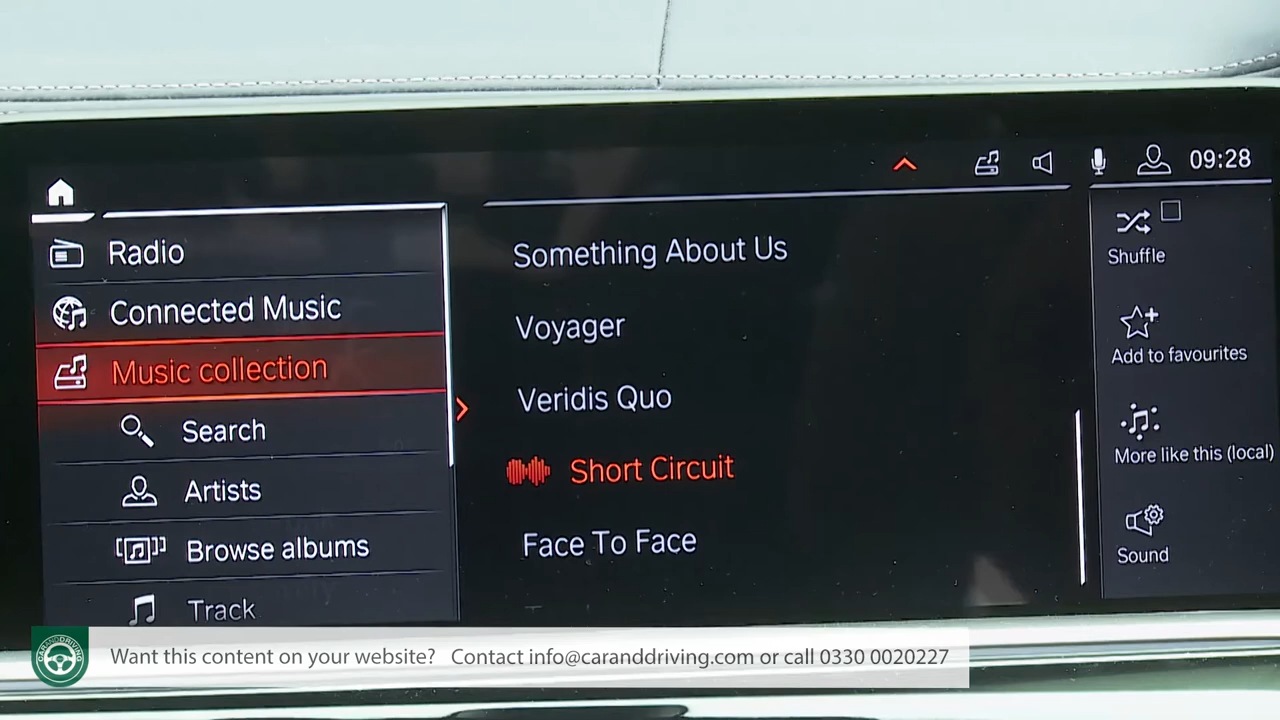 09:28
Radio
Connected Music
Music collection
Search
Artists
Browse albums
Track
Something About Us
Voyager
Veridis Quo
Short Circuit
Face To Face
Shuffle
Add to favourites
More like this (local)
Sound
CARANDDRIVING
Want this content on your website? Contact info@caranddriving.com or call 0330 0020227